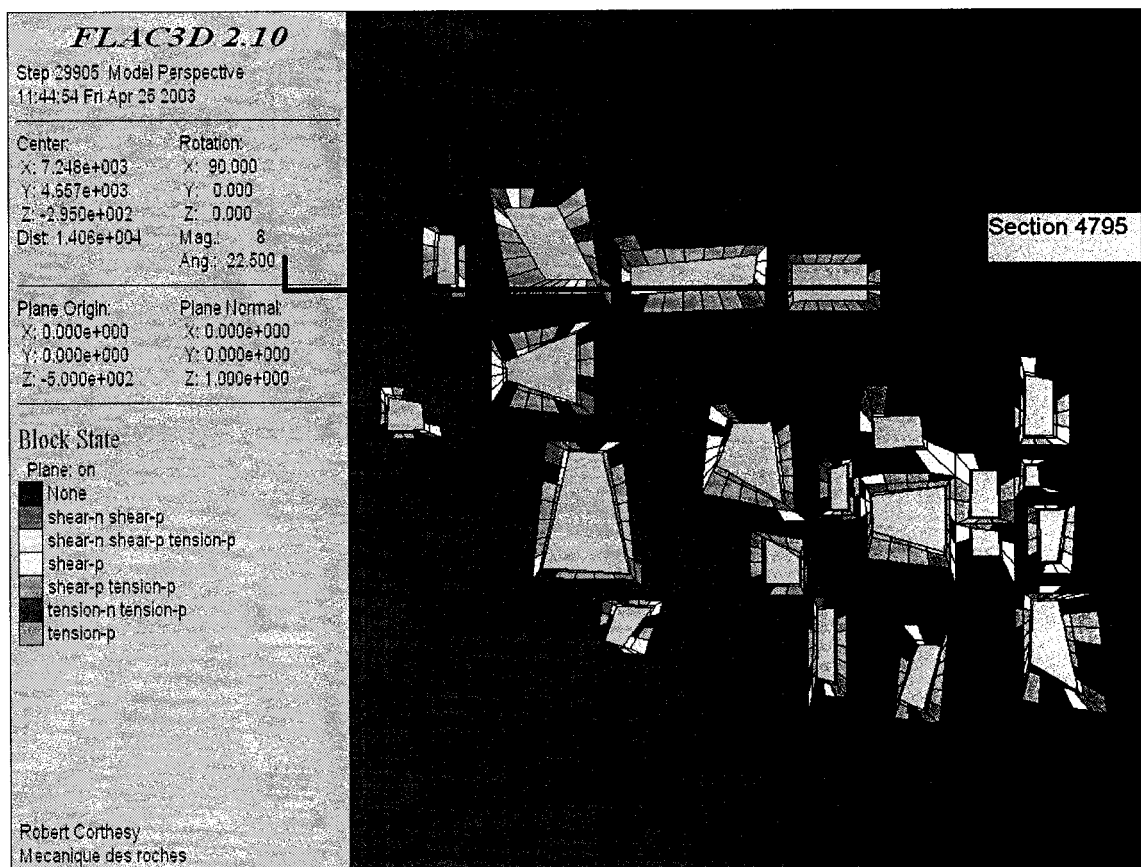 FLAC3D 2.10
Step 29905 Model Perspective
11:44:54 Fri Apr 25 2003
Center: Rotation:
X: 7.248e+003 X: 90.000
Y: 4.657e+003 Y: 0.000
Z: -2.950e+002 Z: 0.000
Dist: 1.406e+004 Mag.: 8
Ang.: 22.500
Plane Origin: Plane Normal:
X: 0.000e+000 X: 0.000e+000
Y: 0.000e+000 Y: 0.000e+000
Z: -5.000e+002 Z: 1.000e+000
Block State
Plane: on
None
shear-n shear-p
shear-n shear-p tension-p
shear-p
shear-p tension-p
tension-n tension-p
tension-p
Robert Corthesy
Mecanique des roches
Section 4795